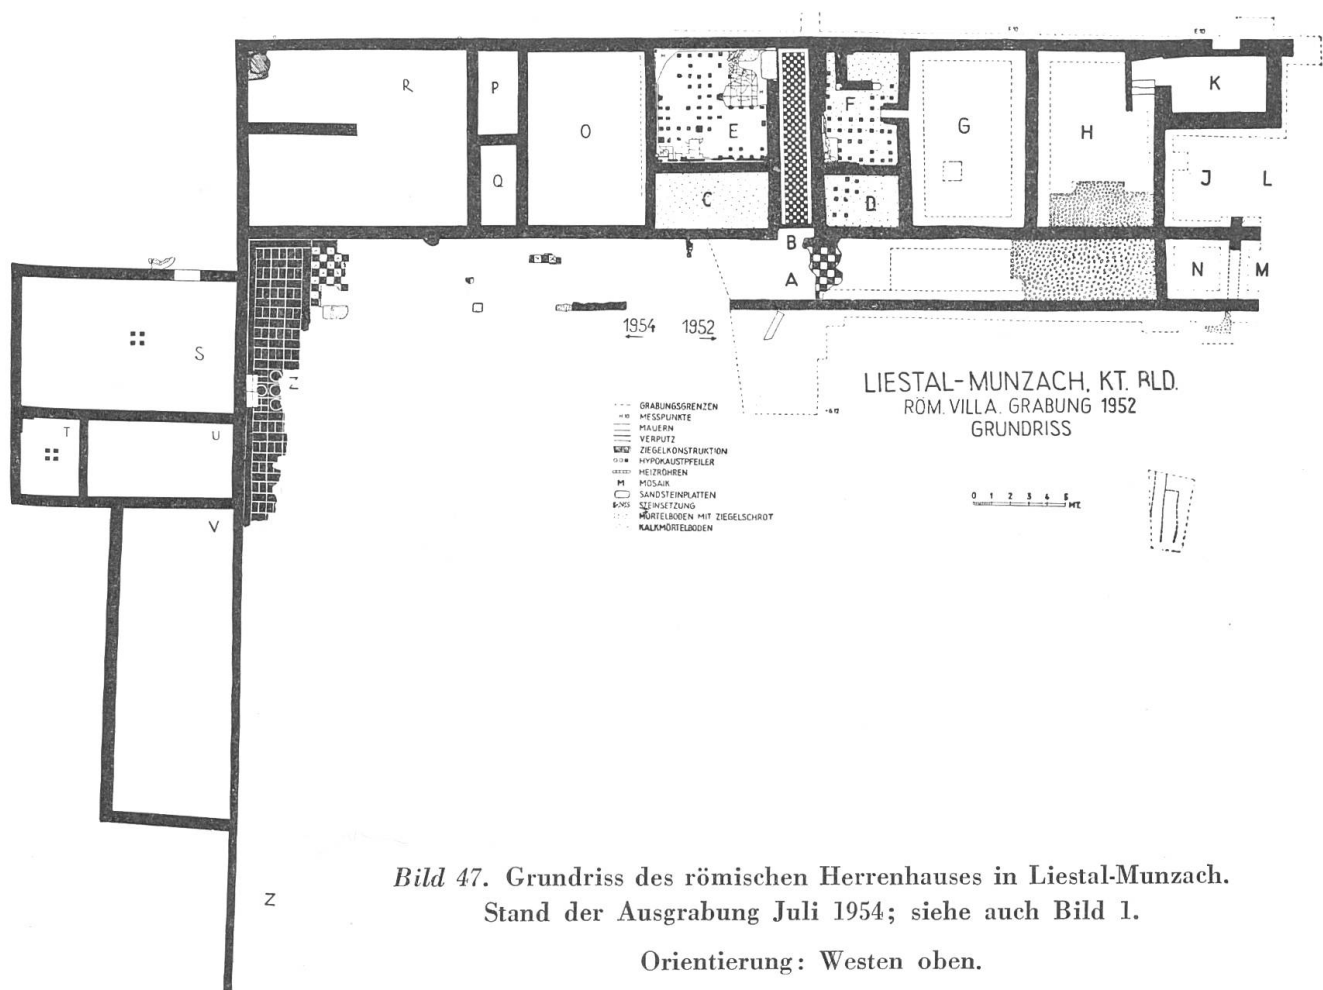 R
P
O
E
F
G
H
K
Q
C
D
J L
B
A
N M
1954 1952
S
T
U
V
Z
LIESTAL-MUNZACH, KT. BLD.
RÖM. VILLA. GRABUNG 1952
GRUNDRISS
GRABUNGSGRENZEN
MESSPUNKTE
MAUERN
VERPUTZ
ZIEGELKONSTRUKTION
HYPOKAUSTPFEILER
HEIZRÖHREN
M MOSAIK
SANDSTEINPLATTEN
STEINSETZUNG
MÖRTELBODEN MIT ZIEGELSCHROT
KALKMÖRTELBODEN
0 1 2 3 4 5 MT.
Bild 47. Grundriss des römischen Herrenhauses in Liestal-Munzach.
Stand der Ausgrabung Juli 1954; siehe auch Bild 1.
Orientierung: Westen oben.